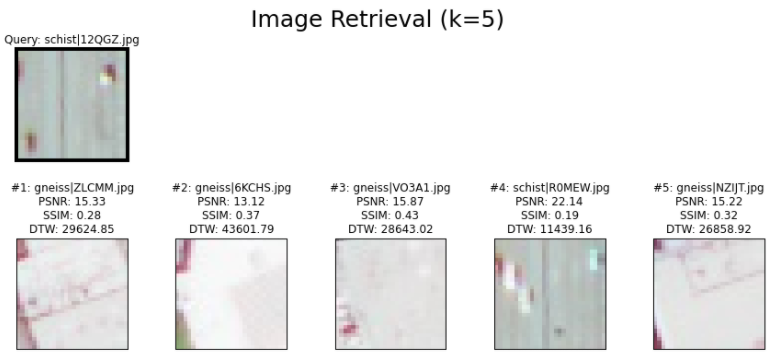 Image Retrieval (k=5)
Query: schist|12QGZ.jpg
#1: gneiss|ZLCMM.jpg
PSNR: 15.33
SSIM: 0.28
DTW: 29624.85
#2: gneiss|6KCHS.jpg
PSNR: 13.12
SSIM: 0.37
DTW: 43601.79
#3: gneiss|VO3A1.jpg
PSNR: 15.87
SSIM: 0.43
DTW: 28643.02
#4: schist|R0MEW.jpg
PSNR: 22.14
SSIM: 0.19
DTW: 11439.16
#5: gneiss|NZIJT.jpg
PSNR: 15.22
SSIM: 0.32
DTW: 26858.92